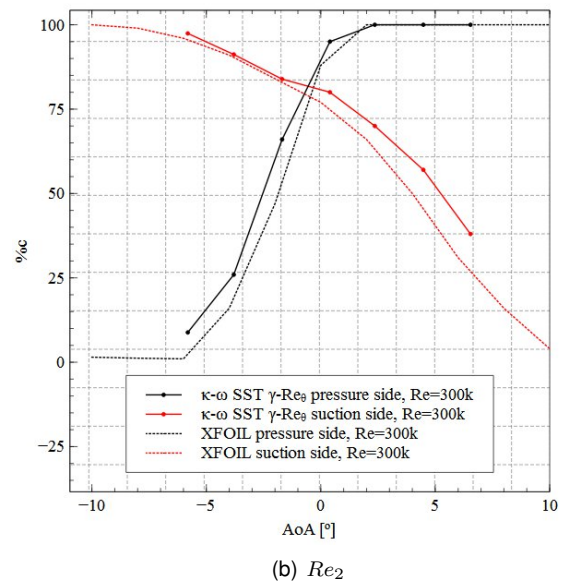 100
75
50
25
0
−25
%c
κ-ω SST γ-Reθ pressure side, Re=300k
κ-ω SST γ-Reθ suction side, Re=300k
XFOIL pressure side, Re=300k
XFOIL suction side, Re=300k
−10 −5 0 5 10
AoA [º]
(b) Re2